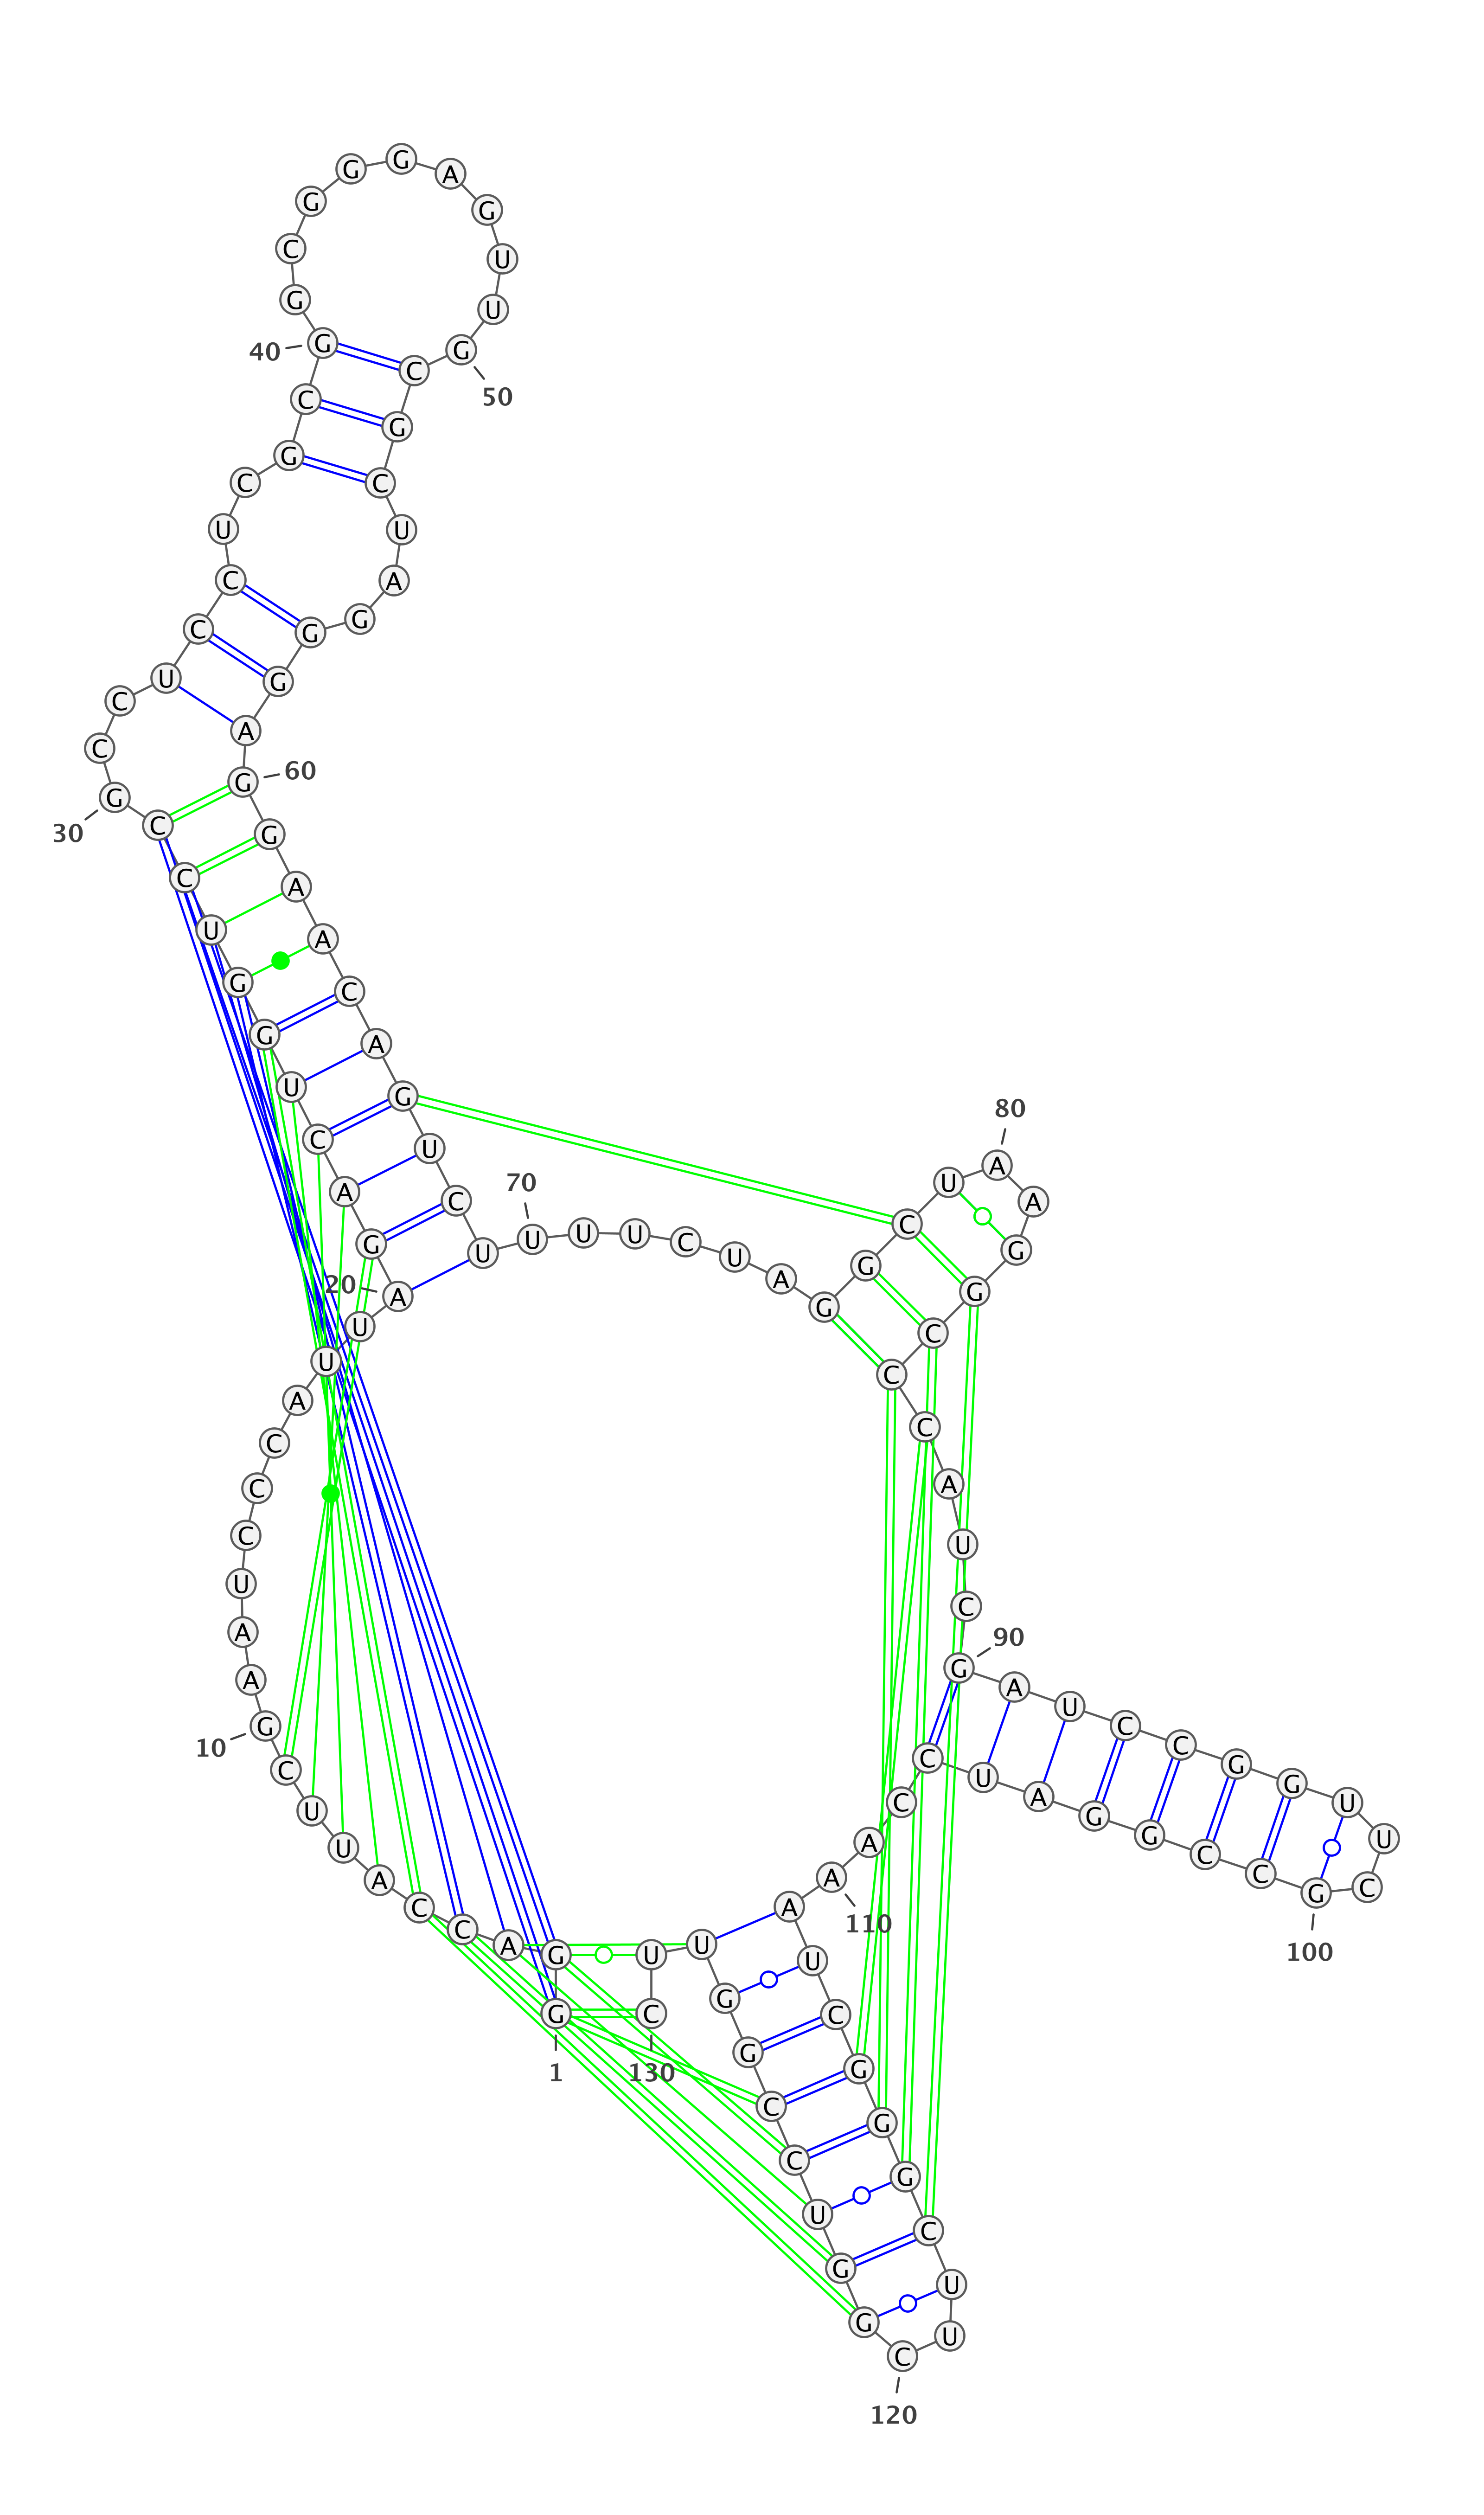 G G A C C A U U C G
1
A A U C C C A U U A
10
G A C U G G U C C G
20
C C U C C U C G C G
30
G C G G G A G U U G
40
C G C U A G G G A G
50
G A A C A G U C U U
60
U U C U A G G C U A
70
A G G C C C A U C G
80
A U C C G G U U C G
90
C C G G A U C C A A
100
A U C G G G C U U C
110
G G U C C G G U U C
120
130